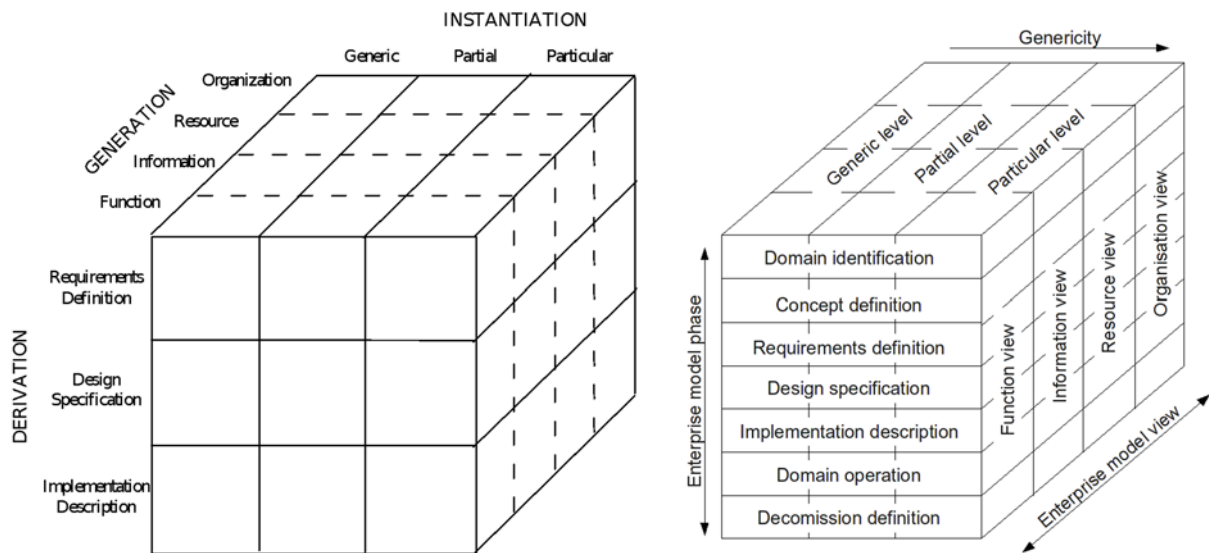 INSTANTIATION
Generic
Partial
Particular
GENERATION
Organization
Resource
Information
Function
DERIVATION
Requirements
Definition
Design
Specification
Implementation
Description
Genericity
Generic level
Partial level
Particular level
Enterprise model phase
Domain identification
Concept definition
Requirements definition
Design specification
Implementation description
Domain operation
Decomission definition
Function view
Information view
Resource view
Organisation view
Enterprise model view